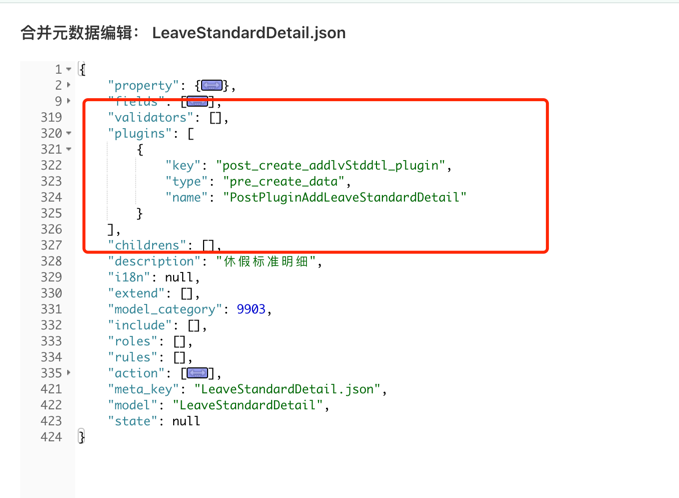 合并元数据编辑： LeaveStandardDetail.json
1 {
2 "property": {},
9 "fields": [],
319 "validators": [],
320 "plugins": [
321 {
322 "key": "post_create_addlvStddtl_plugin",
323 "type": "pre_create_data",
324 "name": "PostPluginAddLeaveStandardDetail"
325 }
326 ],
327 "childrens": [],
328 "description": "休假标准明细",
329 "i18n": null,
330 "extend": [],
331 "model_category": 9903,
332 "include": [],
333 "roles": [],
334 "rules": [],
335 "action": [],
421 "meta_key": "LeaveStandardDetail.json",
422 "model": "LeaveStandardDetail",
423 "state": null
424 }